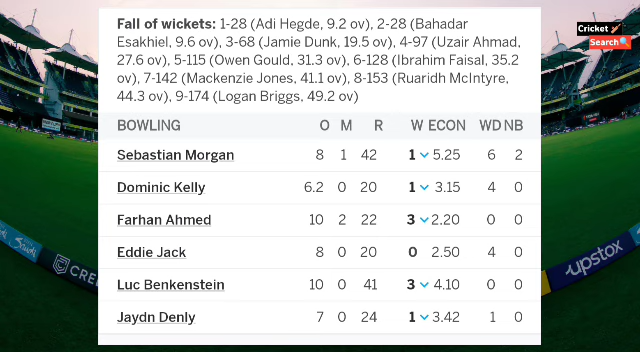 Fall of wickets: 1-28 (Adi Hegde, 9.2 ov), 2-28 (Bahadar
Esakhiel, 9.6 ov), 3-68 (Jamie Dunk, 19.5 ov), 4-97 (Uzair Ahmad,
27.6 ov), 5-115 (Owen Gould, 31.3 ov), 6-128 (Ibrahim Faisal, 35.2
ov), 7-142 (Mackenzie Jones, 41.1 ov), 8-153 (Ruaridh McIntyre,
44.3 ov), 9-174 (Logan Briggs, 49.2 ov)
Cricket
Search
BOWLING O M R W ECON WD NB
Sebastian Morgan 8 1 42 1 5.25 6 2
Dominic Kelly 6.2 0 20 1 3.15 4 0
Farhan Ahmed 10 2 22 3 2.20 0 0
Eddie Jack 8 0 20 0 2.50 4 0
Luc Benkenstein 10 0 41 3 4.10 0 0
Jaydn Denly 7 0 24 1 3.42 1 0
CRE
upstox